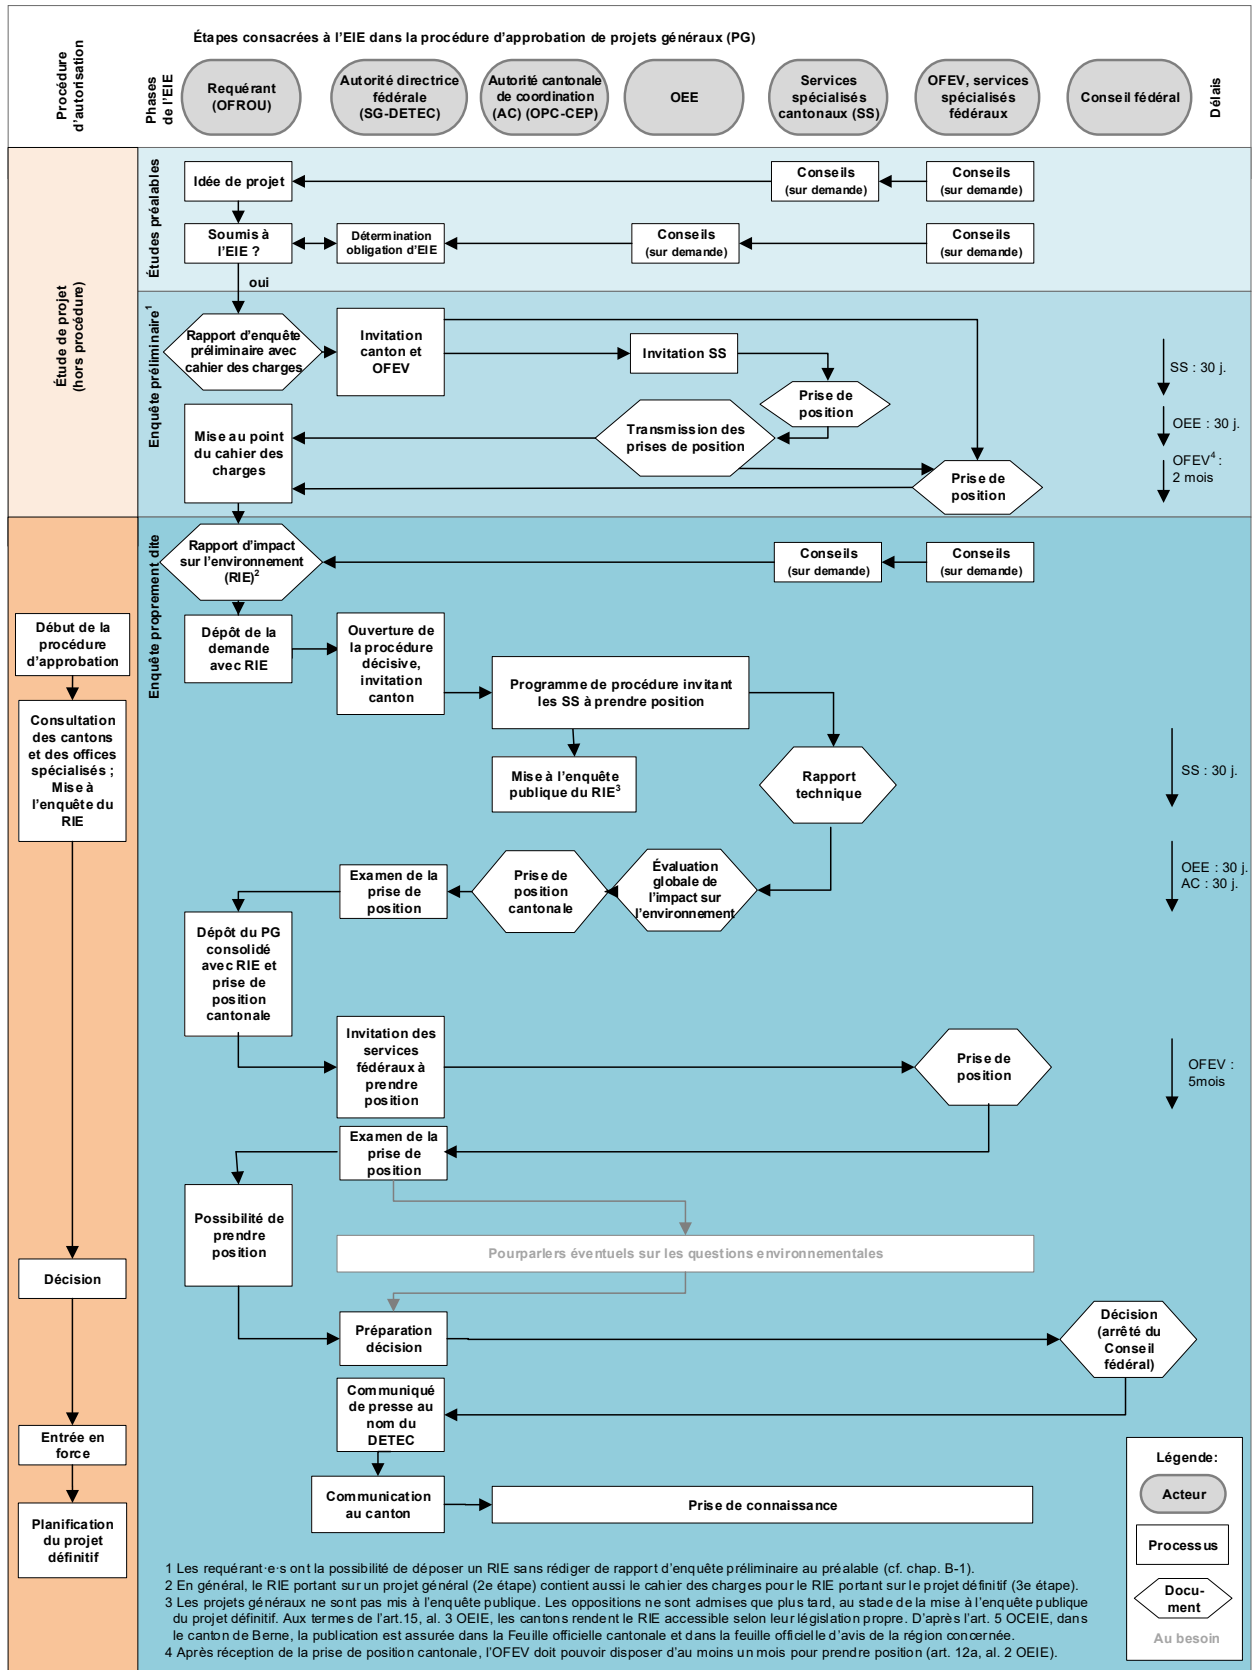 Étapes consacrées à l'EIE dans la procédure d'approbation de projets généraux (PG)
Procédure
d'autorisation
Phases
de l'EIE
Requérant
(OFROU)
Autorité directrice
fédérale
(SG-DETEC)
Autorité cantonale
de coordination
(AC) (OPC-CEP)
OEE
Services
spécialisés
cantonaux (SS)
OFEV, services
spécialisés
fédéraux
Conseil fédéral
Délais
Étude de projet
(hors procédure)
Études préalables
Idée de projet
Conseils
(sur demande)
Conseils
(sur demande)
Soumis à
l'EIE ?
Détermination
obligation d'EIE
Conseils
(sur demande)
Conseils
(sur demande)
oui
Enquête préliminaire1
Rapport d'enquête
préliminaire avec
cahier des charges
Invitation
canton et
OFEV
Invitation SS
Prise de
position
SS : 30 j.
Mise au point
du cahier des
charges
Transmission des
prises de position
OEE : 30 j.
Prise de
position
OFEV4 :
2 mois
Enquête proprement dite
Rapport d'impact
sur l'environnement
(RIE)2
Conseils
(sur demande)
Conseils
(sur demande)
Début de la
procédure
d'approbation
Dépôt de la
demande
avec RIE
Ouverture de
la procédure
décisive,
invitation
canton
Programme de procédure invitant
les SS à prendre position
Consultation
des cantons
et des offices
spécialisés ;
Mise à
l'enquête du
RIE
Mise à l'enquête
publique du RIE3
Rapport
technique
SS : 30 j.
Examen de la
prise de
position
Prise de
position
cantonale
Évaluation
globale de
l'impact sur
l'environnement
OEE : 30 j.
AC : 30 j.
Dépôt du PG
consolidé
avec RIE et
prise de
position
cantonale
Invitation des
services
fédéraux à
prendre
position
Prise de
position
OFEV :
5mois
Examen de la
prise de
position
Possibilité de
prendre
position
Pourparlers éventuels sur les questions environnementales
Décision
Préparation
décision
Décision
(arrêté du
Conseil
fédéral)
Communiqué
de presse au
nom du
DETEC
Entrée en
force
Communication
au canton
Prise de connaissance
Planification
du projet
définitif
Légende:
Acteur
Processus
Docu-
ment
Au besoin
1 Les requérant·e·s ont la possibilité de déposer un RIE sans rédiger de rapport d'enquête préliminaire au préalable (cf. chap. B-1).
2 En général, le RIE portant sur un projet général (2e étape) contient aussi le cahier des charges pour le RIE portant sur le projet définitif (3e étape).
3 Les projets généraux ne sont pas mis à l'enquête publique. Les oppositions ne sont admises que plus tard, au stade de la mise à l'enquête publique
du projet définitif. Aux termes de l'art.15, al. 3 OEIE, les cantons rendent le RIE accessible selon leur législation propre. D'après l'art. 5 OCEIE, dans
le canton de Berne, la publication est assurée dans la Feuille officielle cantonale et dans la feuille officielle d'avis de la région concernée.
4 Après réception de la prise de position cantonale, l'OFEV doit pouvoir disposer d'au moins un mois pour prendre position (art. 12a, al. 2 OEIE).